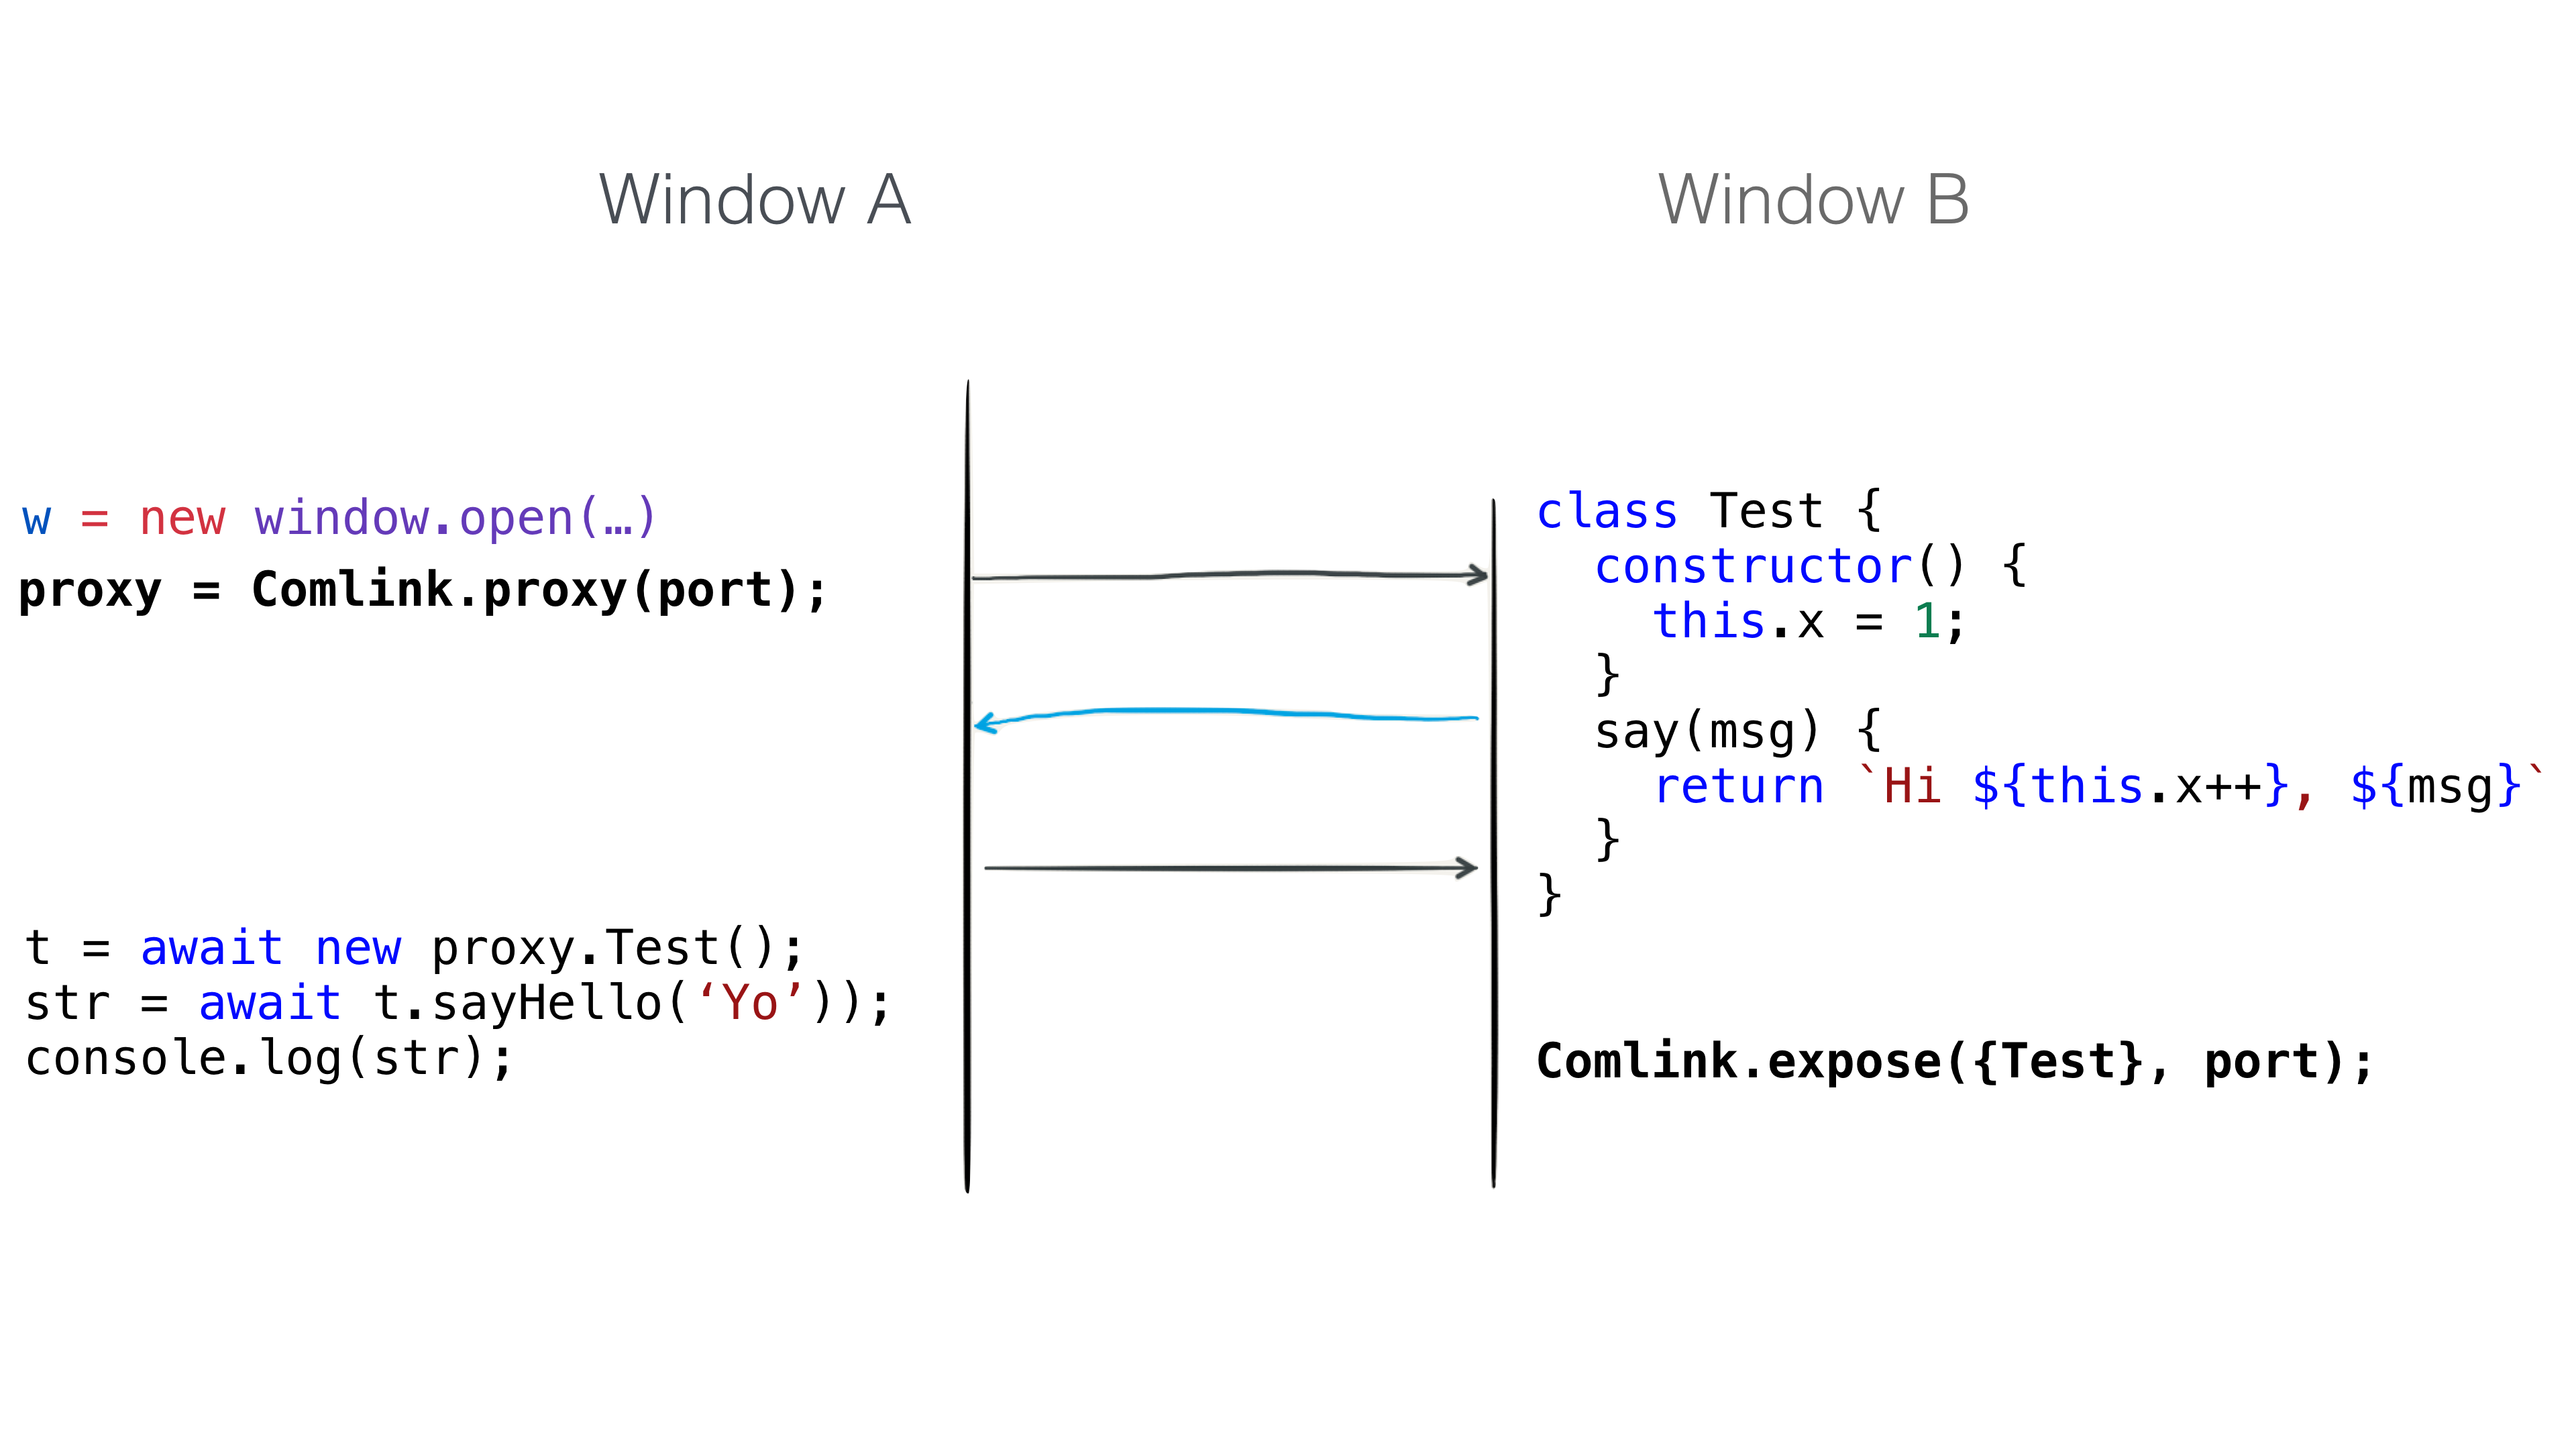 Window A
Window B
w = new window.open(…)
proxy = Comlink.proxy(port);
t = await new proxy.Test();
str = await t.sayHello(‘Yo’));
console.log(str);
class Test {
  constructor() {
    this.x = 1;
  }
  say(msg) {
    return `Hi ${this.x++}, ${msg}`
  }
}
Comlink.expose({Test}, port);